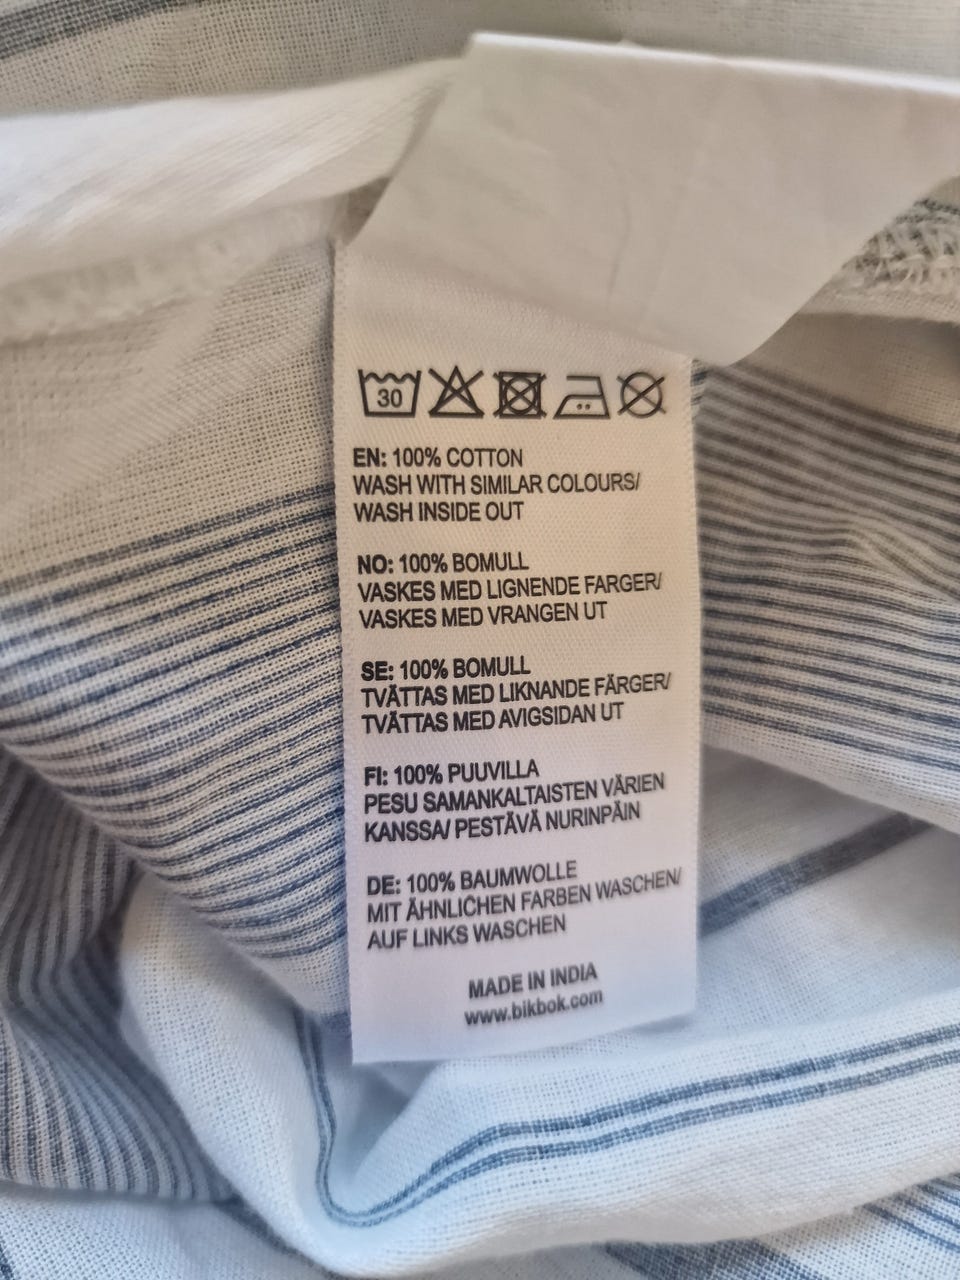 30
EN: 100% COTTON
WASH WITH SIMILAR COLOURS/
WASH INSIDE OUT
NO: 100% BOMULL
VASKES MED LIGNENDE FARGER/
VASKES MED VRANGEN UT
SE: 100% BOMULL
TVÄTTAS MED LIKNANDE FÄRGER/
TVÄTTAS MED AVIGSIDAN UT
FI: 100% PUUVILLA
PESU SAMANKALTAISTEN VÄRIEN
KANSSA/ PESTÄVÄ NURINPÄIN
DE: 100% BAUMWOLLE
MIT ÄHNLICHEN FARBEN WASCHEN/
AUF LINKS WASCHEN
MADE IN INDIA
www.bikbok.com